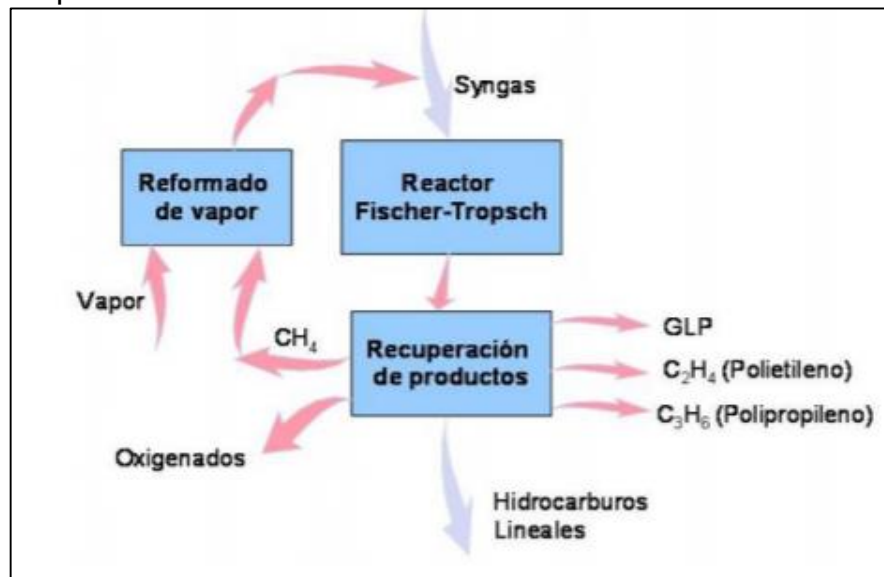 Syngas
Reformado
de vapor
Reactor
Fischer-Tropsch
Vapor
CH₄
Recuperación
de productos
GLP
C₂H₄ (Polietileno)
C₃H₆ (Polipropileno)
Oxigenados
Hidrocarburos
Lineales